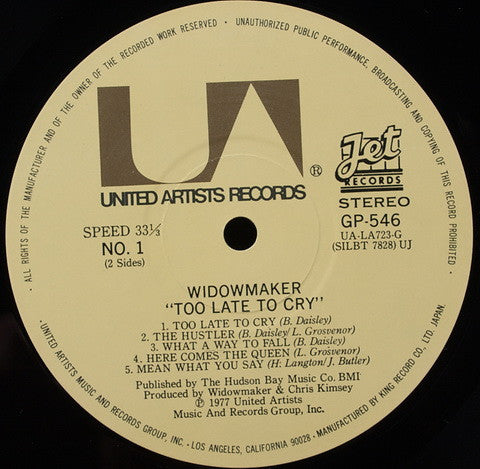 · ALL RIGHTS OF THE MANUFACTURER AND OF THE OWNER OF THE RECORDED WORK RESERVED · UNAUTHORIZED PUBLIC PERFORMANCE, BROADCASTING AND COPYING OF THIS RECORD PROHIBITED ·
UA
®
UNITED ARTISTS RECORDS
Jet
RECORDS
STEREO
SPEED 33⅓
GP-546
NO. 1
UA-LA723-G
(2 Sides)
(SILBT 7828) UJ
WIDOWMAKER
"TOO LATE TO CRY"
1. TOO LATE TO CRY (B. Daisley)
2. THE HUSTLER (B. Daisley/ L. Grosvenor)
3. WHAT A WAY TO FALL (B. Daisley)
4. HERE COMES THE QUEEN (L. Grosvenor)
5. MEAN WHAT YOU SAY (H. Langton/ J. Butler)
Published by The Hudson Bay Music Co. BMI
Produced by Widowmaker & Chris Kimsey
℗ 1977 United Artists
Music And Records Group, Inc.
· UNITED ARTISTS MUSIC AND RECORDS GROUP, INC. · LOS ANGELES, CALIFORNIA 90028 · MANUFACTURED BY KING RECORD CO. LTD, JAPAN.